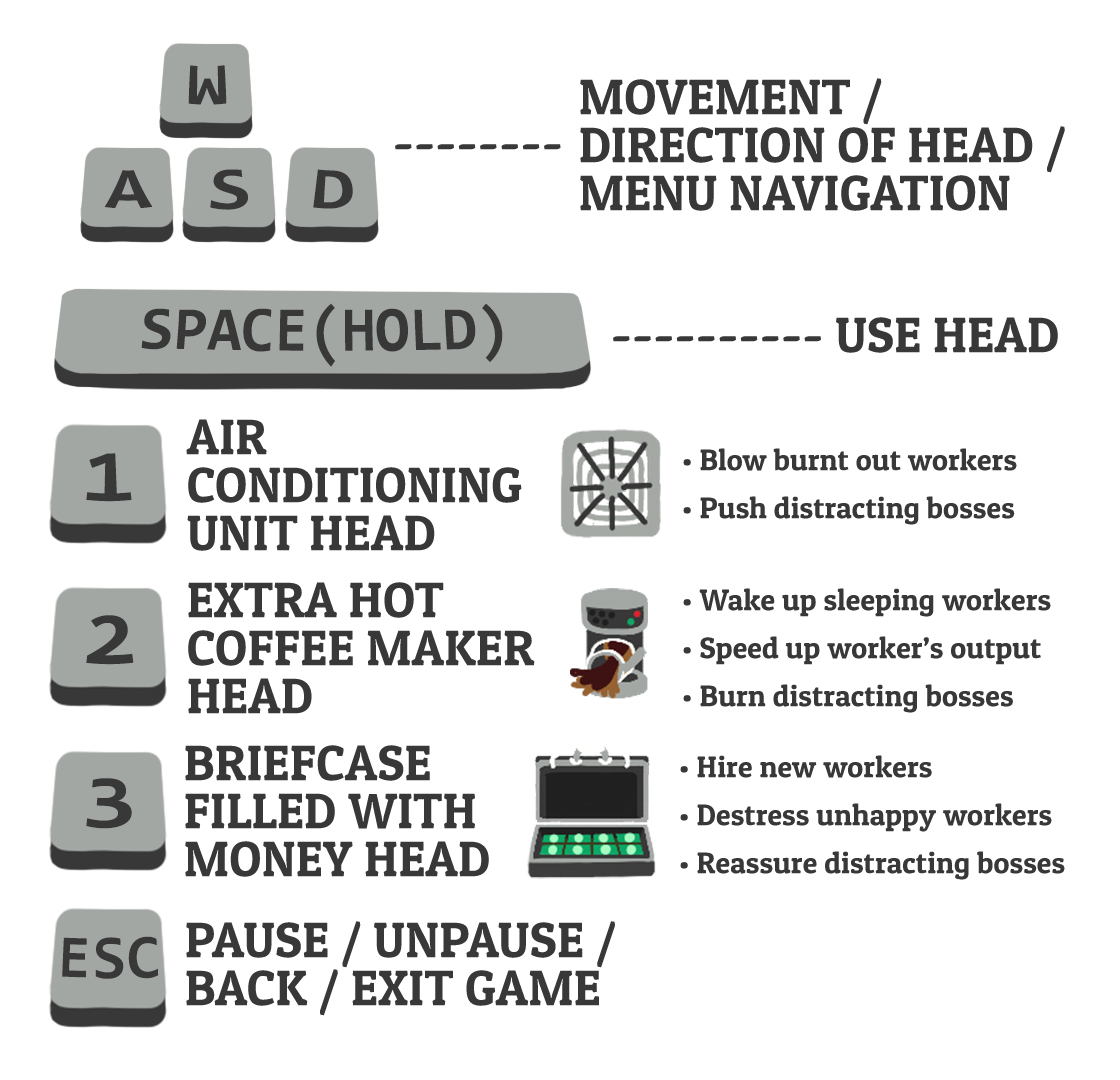 W
A S D
MOVEMENT /
DIRECTION OF HEAD /
MENU NAVIGATION
SPACE(HOLD)
USE HEAD
1
AIR
CONDITIONING
UNIT HEAD
• Blow burnt out workers
• Push distracting bosses
2
EXTRA HOT
COFFEE MAKER
HEAD
• Wake up sleeping workers
• Speed up worker’s output
• Burn distracting bosses
3
BRIEFCASE
FILLED WITH
MONEY HEAD
• Hire new workers
• Destress unhappy workers
• Reassure distracting bosses
ESC
PAUSE / UNPAUSE /
BACK / EXIT GAME